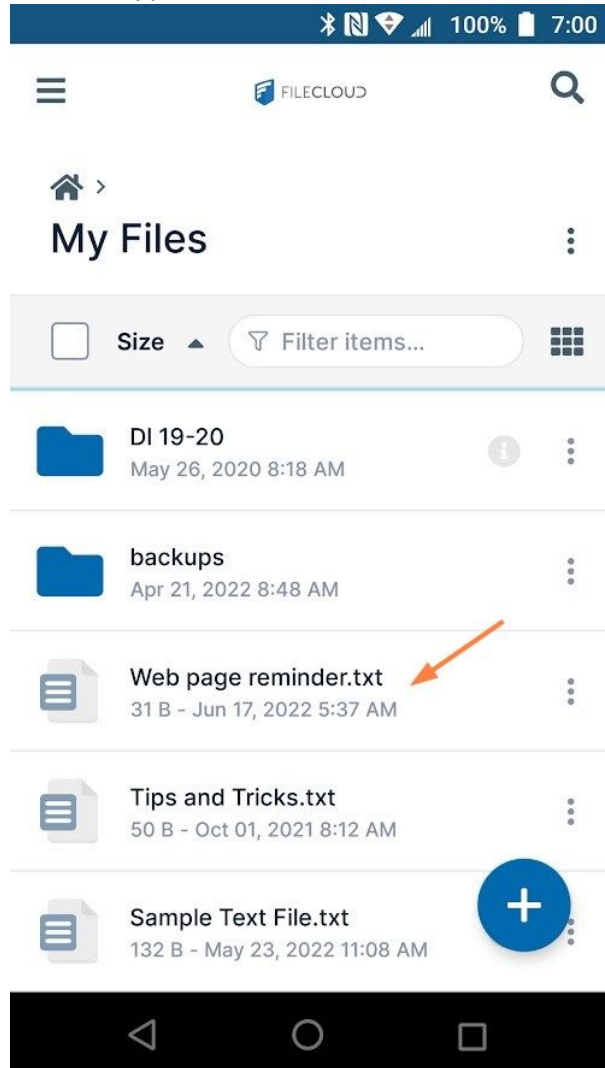 100% 7:00
FILECLOUD
My Files
Size Filter items...
DI 19-20
May 26, 2020 8:18 AM
backups
Apr 21, 2022 8:48 AM
Web page reminder.txt
31 B - Jun 17, 2022 5:37 AM
Tips and Tricks.txt
50 B - Oct 01, 2021 8:12 AM
Sample Text File.txt
132 B - May 23, 2022 11:08 AM